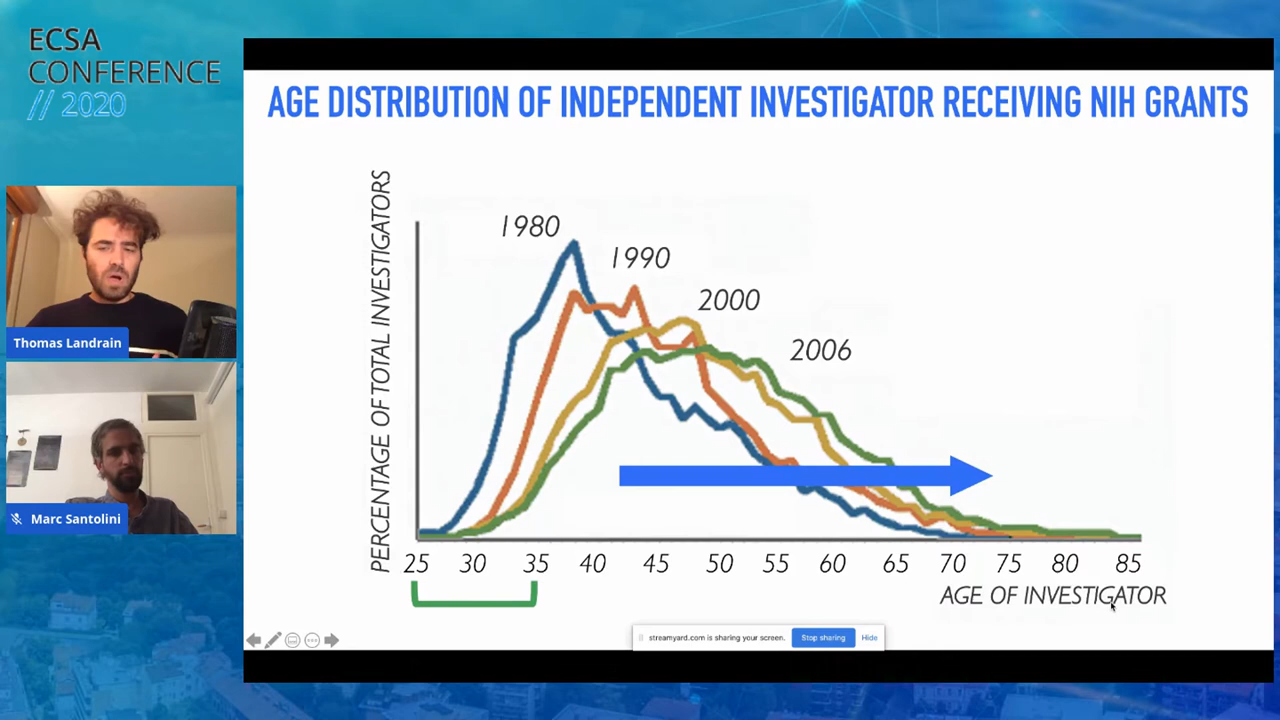 ECSA
CONFERENCE
// 2020
Thomas Landrain
Marc Santolini
AGE DISTRIBUTION OF INDEPENDENT INVESTIGATOR RECEIVING NIH GRANTS
PERCENTAGE OF TOTAL INVESTIGATORS
1980
1990
2000
2006
25 30 35 40 45 50 55 60 65 70 75 80 85
AGE OF INVESTIGATOR
streamyard.com is sharing your screen. Stop sharing Hide